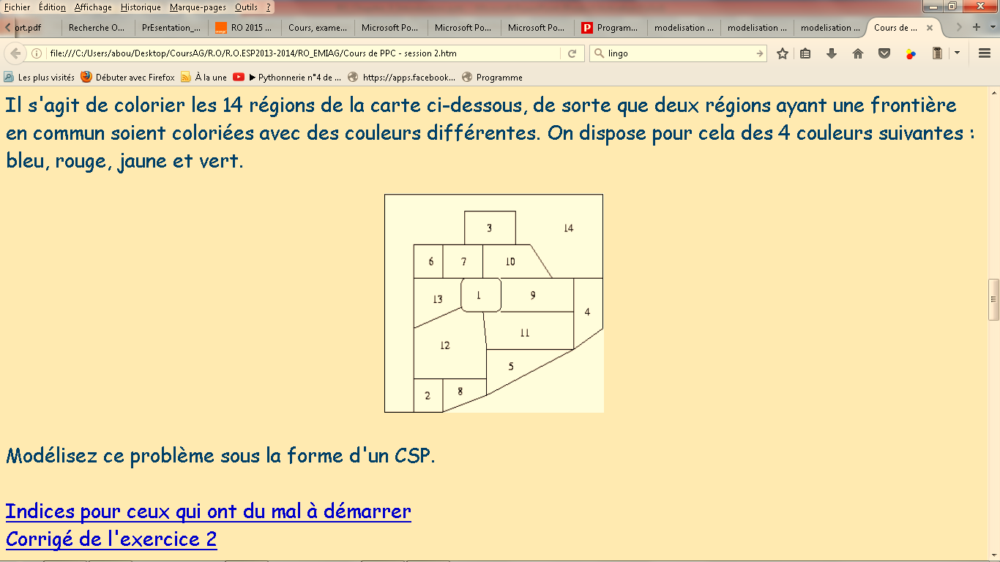 Fichier Édition Affichage Historique Marque-pages Outils ?
ort.pdf Recherche O... PrEsentation_... RO 2015 ... Cours, exame... Microsoft Po... Microsoft Po... Microsoft Po... Program... modelisation ... modelisation ... modelisation ... Cours de ...
file:///C:/Users/abou/Desktop/CoursAG/R.O/R.O.ESP2013-2014/RO_EMIAG/Cours de PPC - session 2.htm lingo
Les plus visités Débuter avec Firefox À la une ▶ Pythonnerie n°4 de ... https://apps.facebook... Programme
Il s'agit de colorier les 14 régions de la carte ci-dessous, de sorte que deux régions ayant une frontière
en commun soient coloriées avec des couleurs différentes. On dispose pour cela des 4 couleurs suivantes :
bleu, rouge, jaune et vert.
3 14
6 7 10
13 1 9
4
11
12
5
2 8
Modélisez ce problème sous la forme d'un CSP.
Indices pour ceux qui ont du mal à démarrer
Corrigé de l'exercice 2